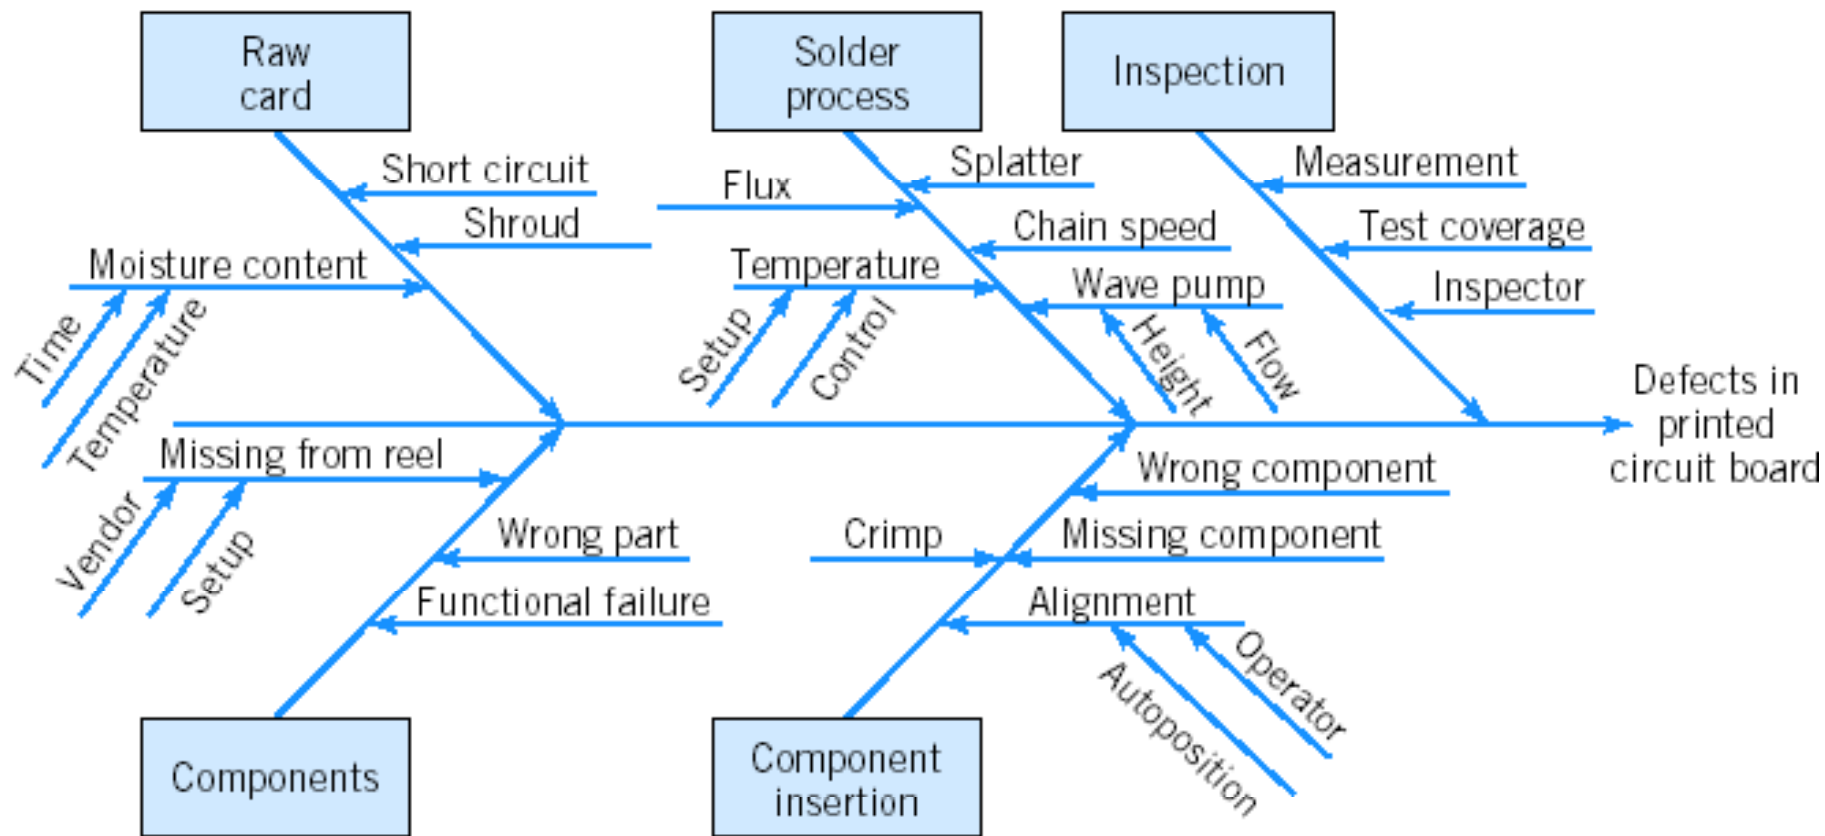 Raw
card
Solder
process
Inspection
Short circuit
Shroud
Moisture content
Time
Temperature
Splatter
Flux
Chain speed
Temperature
Setup
Control
Wave pump
Height
Flow
Measurement
Test coverage
Inspector
Defects in
printed
circuit board
Missing from reel
Vendor
Setup
Wrong part
Functional failure
Components
Wrong component
Crimp
Missing component
Alignment
Autoposition
Operator
Component
insertion